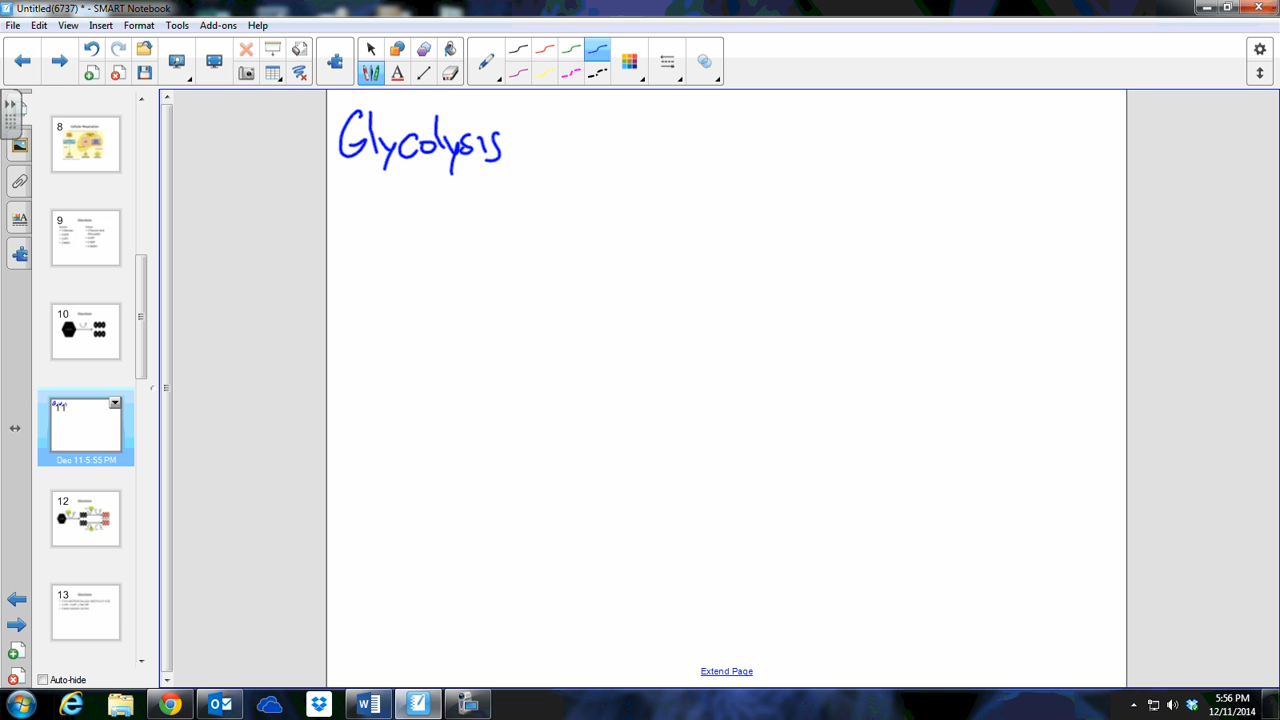 Untitled(6737) * - SMART Notebook
File Edit View Insert Format Tools Add-ons Help
Glycolysis
8
9
10
11
Dec 11-5:55 PM
12
13
Auto-hide
Extend Page
5:56 PM
12/11/2014